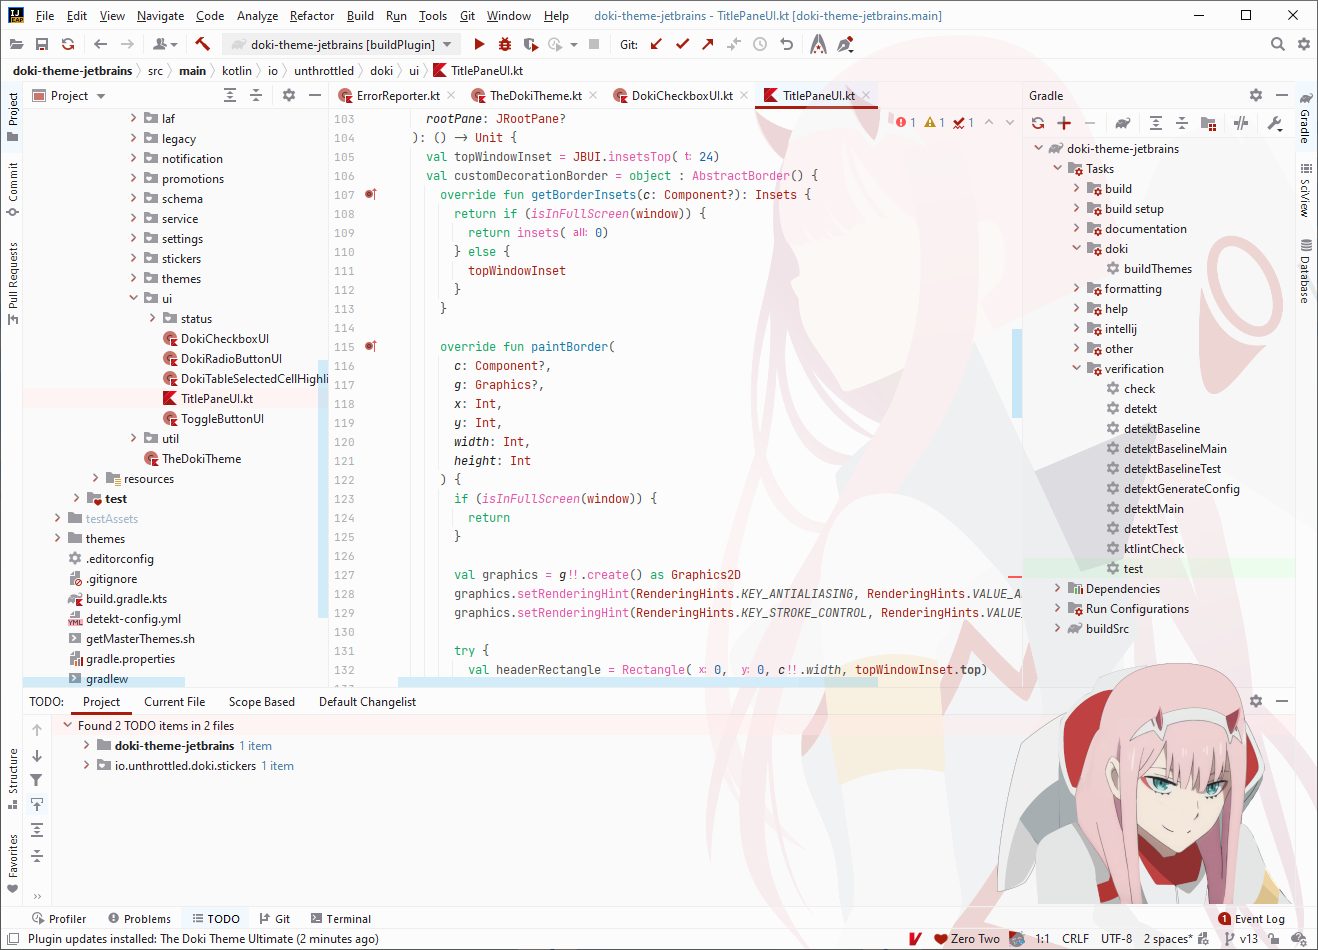 File Edit View Navigate Code Analyze Refactor Build Run Tools Git Window Help doki-theme-jetbrains - TitlePaneUI.kt [doki-theme-jetbrains.main]
doki-theme-jetbrains [buildPlugin] Git:
doki-theme-jetbrains src main kotlin io unthrottled doki ui TitlePaneUI.kt
Project
Commit
Pull Requests
Structure
Favorites
Project
laf
legacy
notification
promotions
schema
service
settings
stickers
themes
ui
status
DokiCheckboxUI
DokiRadioButtonUI
DokiTableSelectedCellHighli
TitlePaneUI.kt
ToggleButtonUI
util
TheDokiTheme
resources
test
testAssets
themes
.editorconfig
.gitignore
build.gradle.kts
detekt-config.yml
getMasterThemes.sh
gradle.properties
gradlew
ErrorReporter.kt TheDokiTheme.kt DokiCheckboxUI.kt TitlePaneUI.kt
1 1 1
103 rootPane: JRootPane?
104 ): () -> Unit {
105 val topWindowInset = JBUI.insetsTop( t: 24)
106 val customDecorationBorder = object : AbstractBorder() {
107 override fun getBorderInsets(c: Component?): Insets {
108 return if (isInFullScreen(window)) {
109 return insets( all: 0)
110 } else {
111 topWindowInset
112 }
113 }
114
115 override fun paintBorder(
116 c: Component?,
117 g: Graphics?,
118 x: Int,
119 y: Int,
120 width: Int,
121 height: Int
122 ) {
123 if (isInFullScreen(window)) {
124 return
125 }
126
127 val graphics = g!!.create() as Graphics2D
128 graphics.setRenderingHint(RenderingHints.KEY_ANTIALIASING, RenderingHints.VALUE_A
129 graphics.setRenderingHint(RenderingHints.KEY_STROKE_CONTROL, RenderingHints.VALUE_
130
131 try {
132 val headerRectangle = Rectangle( x: 0, y: 0, c!!.width, topWindowInset.top)
Gradle
doki-theme-jetbrains
Tasks
build
build setup
documentation
doki
buildThemes
formatting
help
intellij
other
verification
check
detekt
detektBaseline
detektBaselineMain
detektBaselineTest
detektGenerateConfig
detektMain
detektTest
ktlintCheck
test
Dependencies
Run Configurations
buildSrc
Gradle
SciView
Database
TODO: Project Current File Scope Based Default Changelist
Found 2 TODO items in 2 files
doki-theme-jetbrains 1 item
io.unthrottled.doki.stickers 1 item
Profiler Problems TODO Git Terminal 1 Event Log
Plugin updates installed: The Doki Theme Ultimate (2 minutes ago) Zero Two 1:1 CRLF UTF-8 2 spaces* v13